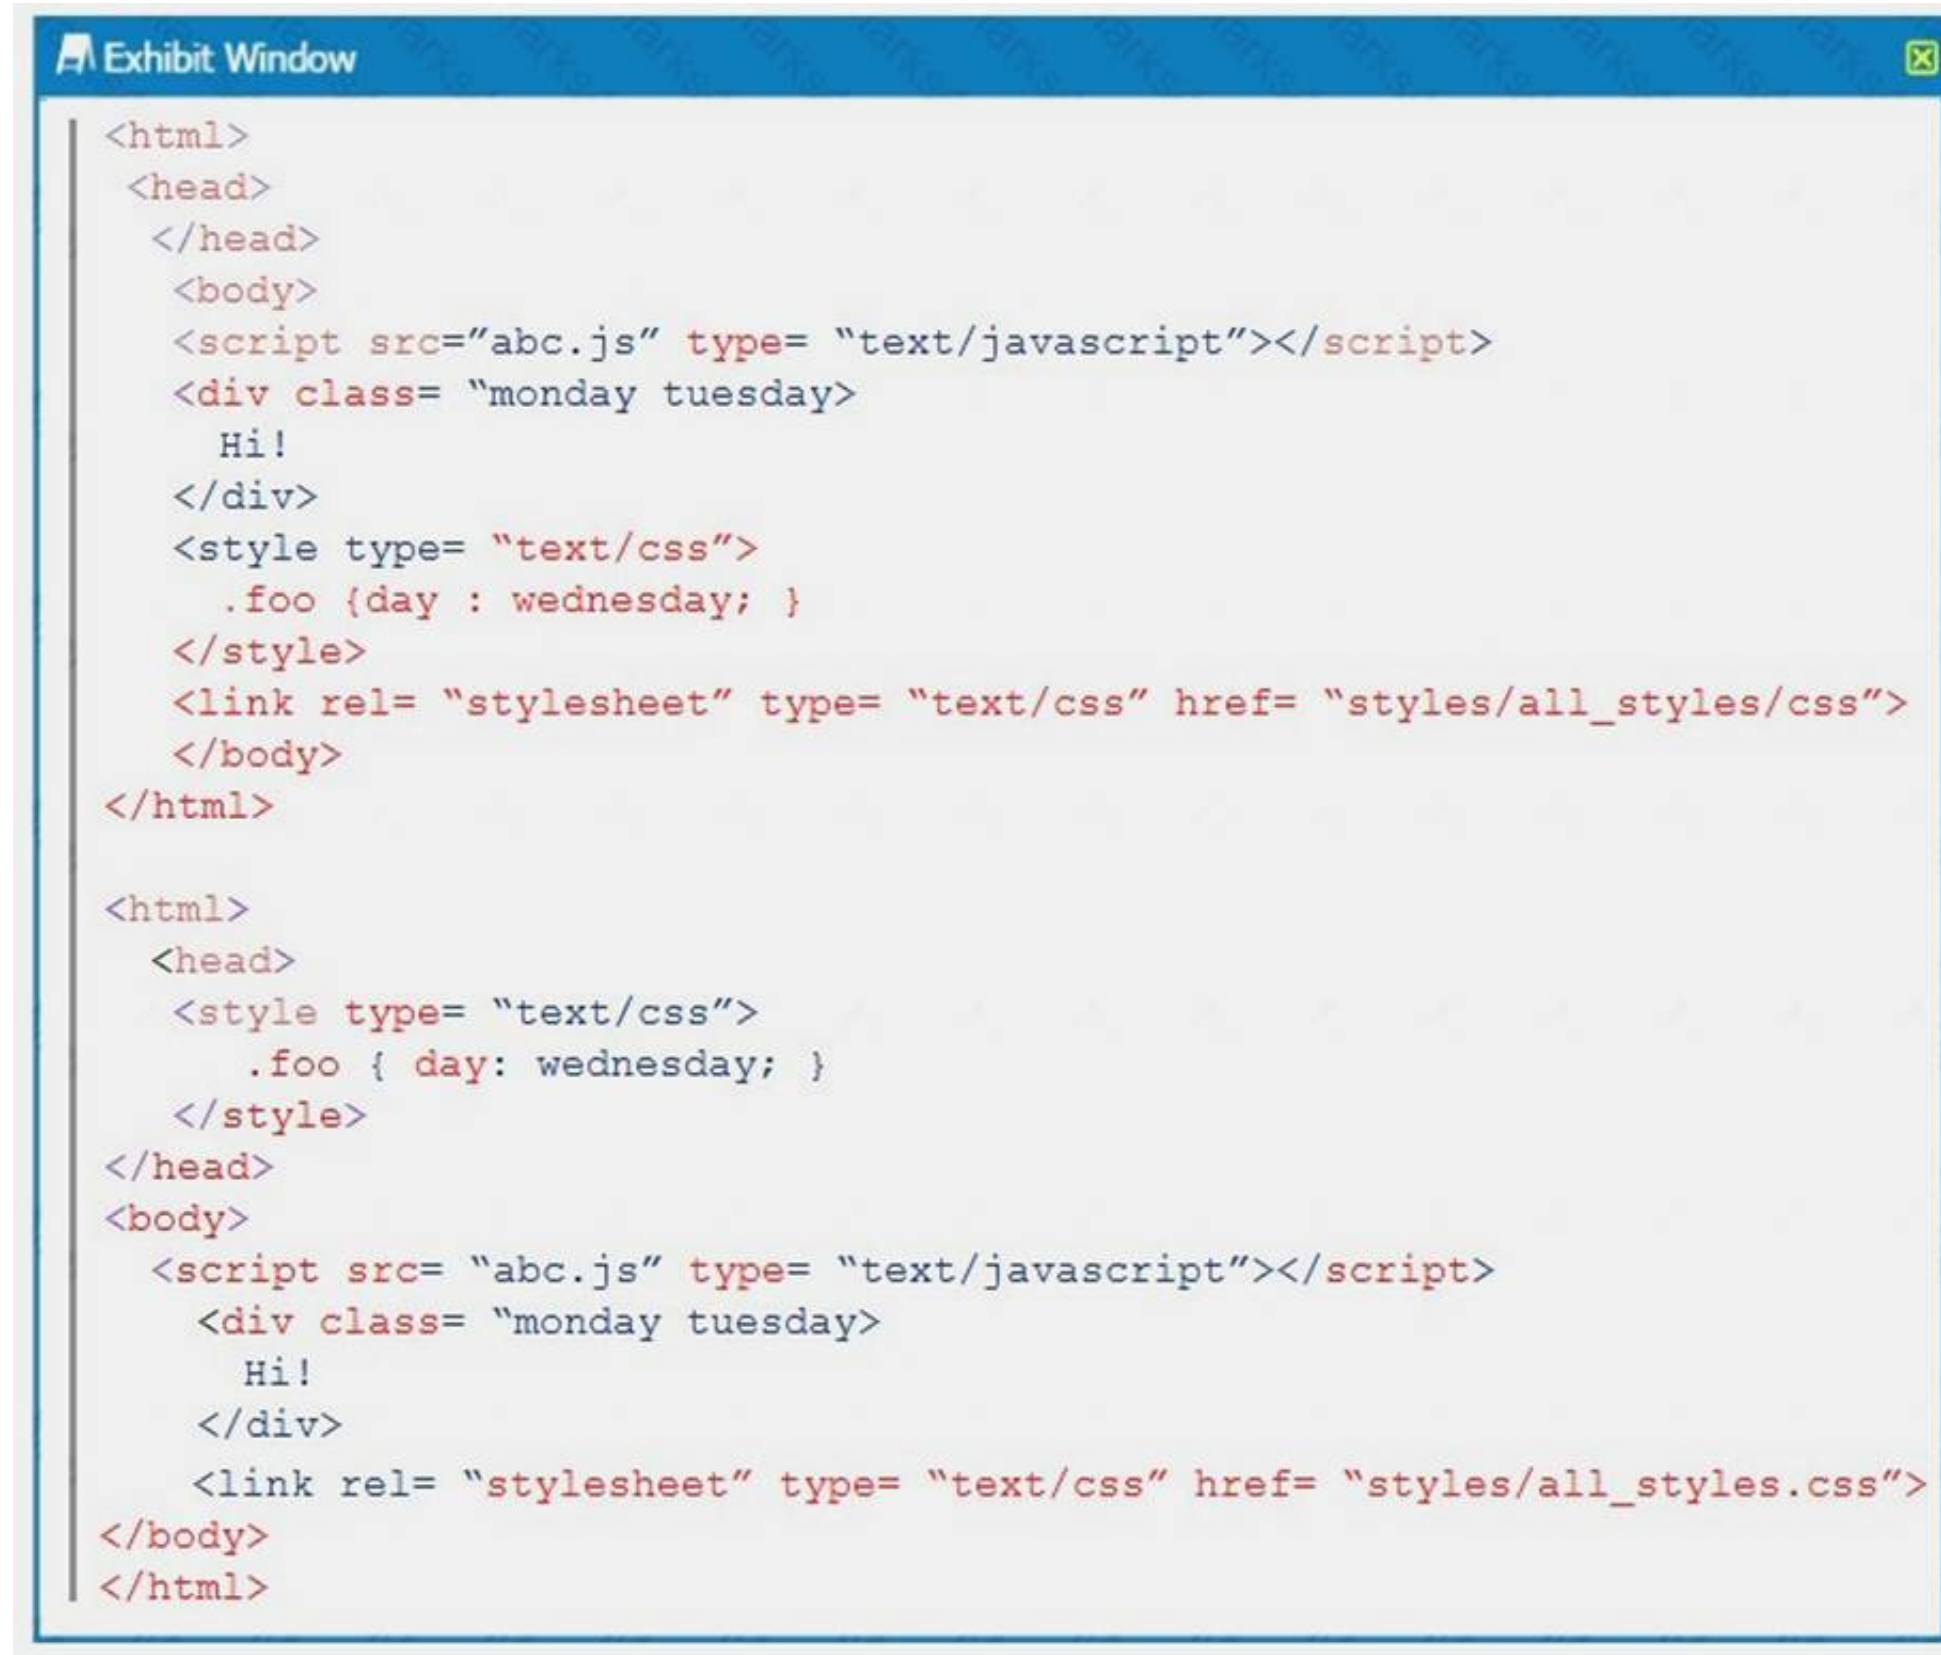 Exhibit Window
<html>
<head>
</head>
<body>
<script src="abc.js" type= "text/javascript"></script>
<div class= "monday tuesday>
Hi!
</div>
<style type= "text/css">
.foo {day : wednesday; }
</style>
<link rel= "stylesheet" type= "text/css" href= "styles/all_styles/css">
</body>
</html>
<html>
<head>
<style type= "text/css">
.foo { day: wednesday; }
</style>
</head>
<body>
<script src= "abc.js" type= "text/javascript"></script>
<div class= "monday tuesday>
Hi!
</div>
<link rel= "stylesheet" type= "text/css" href= "styles/all_styles.css">
</body>
</html>